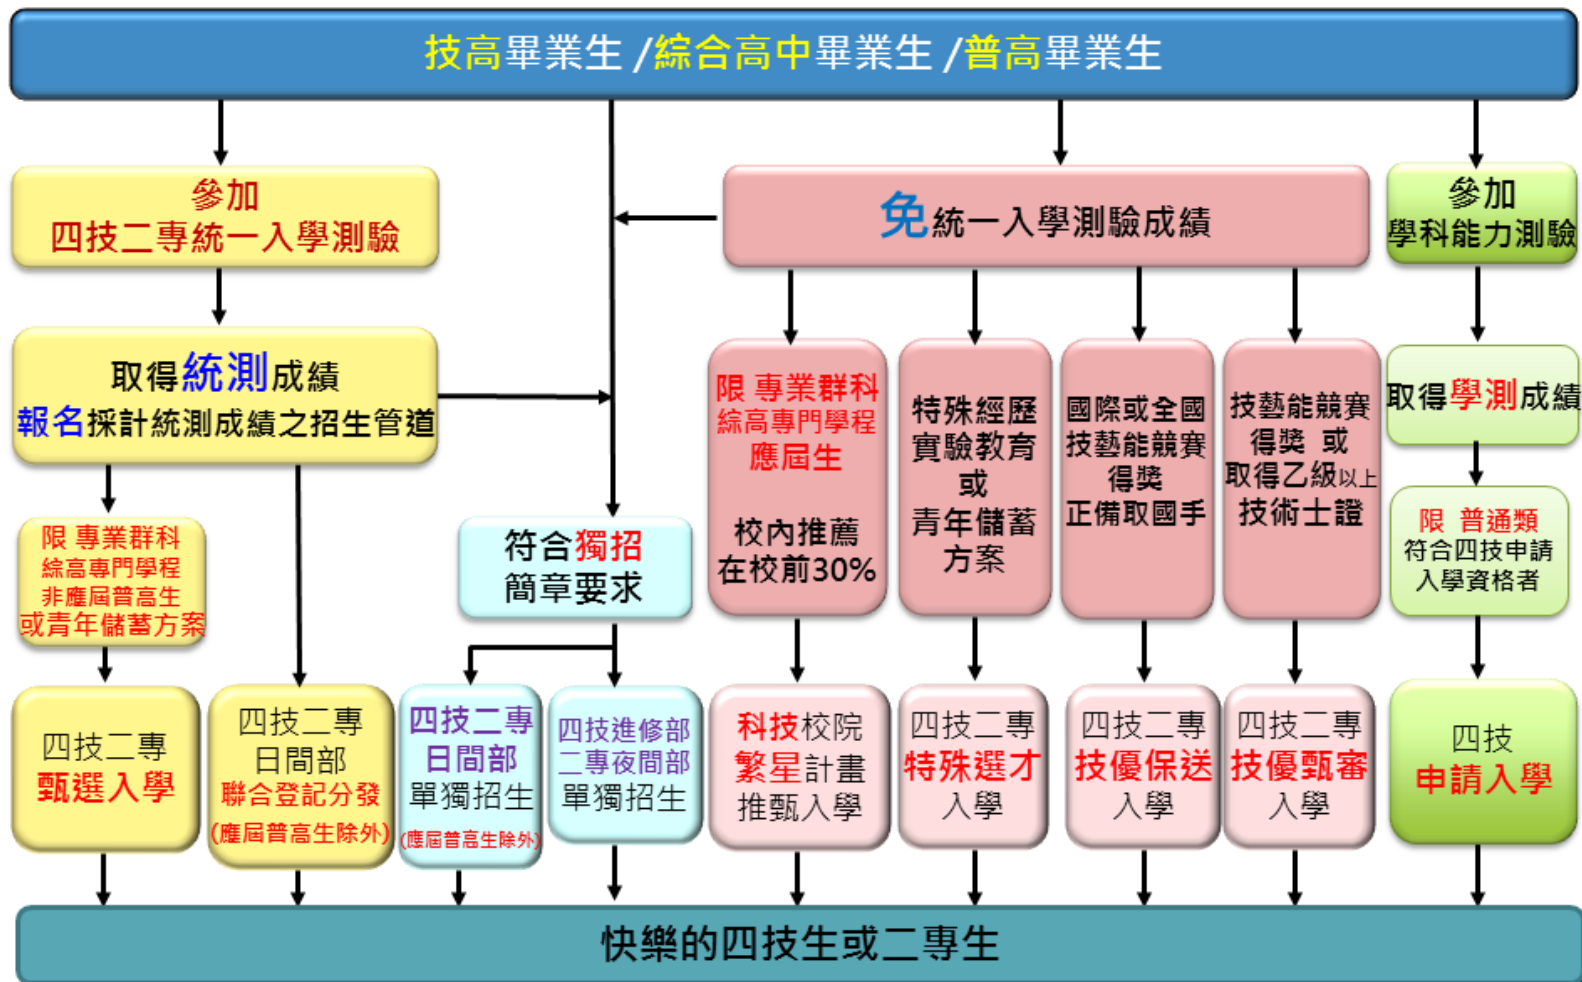 技高畢業生 /綜合高中畢業生 /普高畢業生
參加
四技二專統一入學測驗
免統一入學測驗成績
參加
學科能力測驗
取得統測成績
報名採計統測成績之招生管道
限 專業群科
綜高專門學程
應屆生
校內推薦
在校前30%
特殊經歷
實驗教育
或
青年儲蓄
方案
國際或全國
技藝能競賽
得獎
正備取國手
技藝能競賽
得獎 或
取得乙級以上
技術士證
取得學測成績
限 專業群科
綜高專門學程
非應屆普高生
或青年儲蓄方案
符合獨招
簡章要求
限 普通類
符合四技申請
入學資格者
四技二專
甄選入學
四技二專
日間部
聯合登記分發
(應屆普高生除外)
四技二專
日間部
單獨招生
(應屆普高生除外)
四技進修部
二專夜間部
單獨招生
科技校院
繁星計畫
推甄入學
四技二專
特殊選才
入學
四技二專
技優保送
入學
四技二專
技優甄審
入學
四技
申請入學
快樂的四技生或二專生